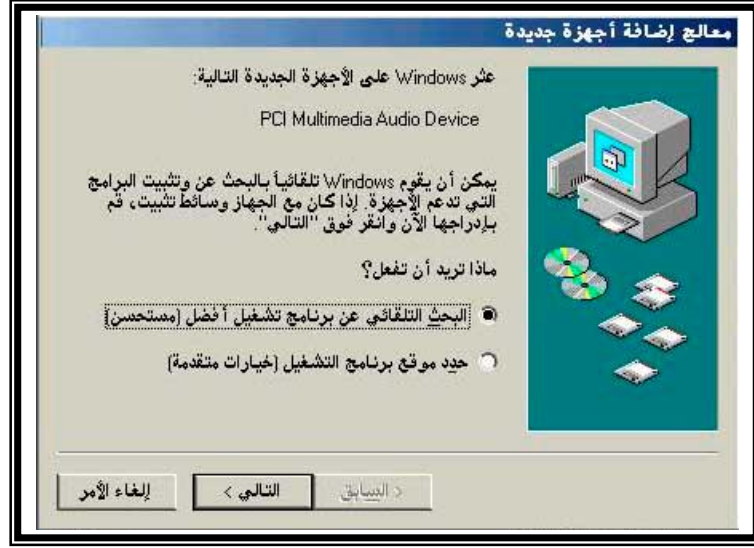 معالج إضافة أجهزة جديدة
عثر Windows على الأجهزة الجديدة التالية:
PCI Multimedia Audio Device
يمكن أن يقوم Windows تلقائياً بالبحث عن وتثبيت البرامج
التي تدعم الأجهزة. إذا كان مع الجهاز وسائط تثبيت، قم
بإدراجها الآن وانقر فوق "التالي".
ماذا تريد أن تفعل؟
البحث التلقائي عن برنامج تشغيل أفضل (مستحسن)
حدد موقع برنامج التشغيل (خيارات متقدمة)
< السابق
التالي >
إلغاء الأمر